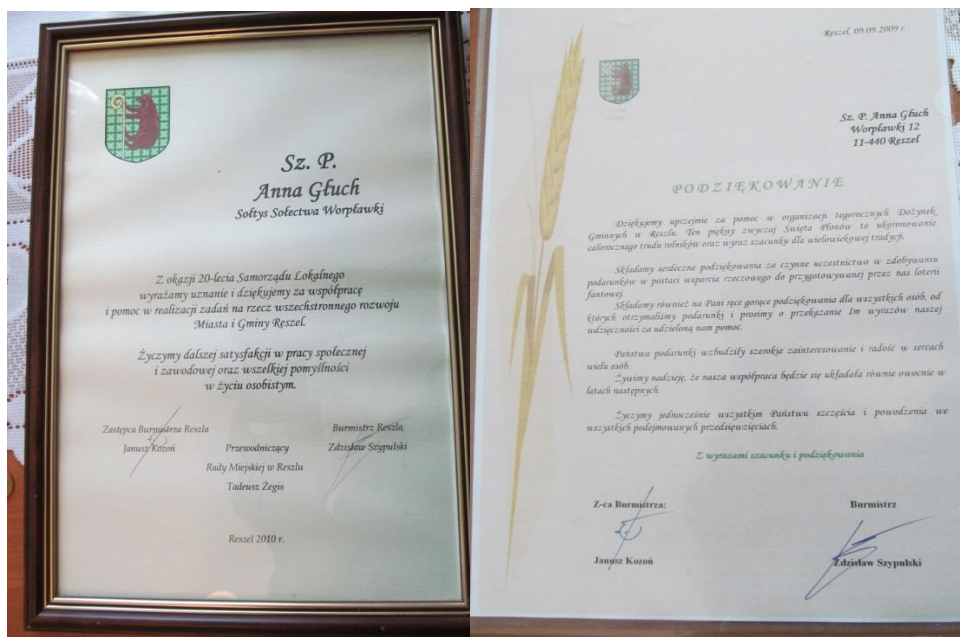 Sz. P.
Anna Głuch
Sołtys Sołectwa Worpławki
Z okazji 20-lecia Samorządu Lokalnego
wyrażamy uznanie i dziękujemy za współpracę
i pomoc w realizacji zadań na rzecz wszechstronnego rozwoju
Miasta i Gminy Reszel.
Życzymy dalszej satysfakcji w pracy społecznej
i zawodowej oraz wszelkiej pomyślności
w życiu osobistym.
Zastępca Burmistrza Reszla
Janusz Kozoń
Przewodniczący
Rady Miejskiej w Reszlu
Tadeusz Żegis
Burmistrz Reszla
Zdzisław Szypulski
Reszel 2010 r.
Reszel, 09.09.2009 r.
Sz. P. Anna Głuch
Worpławki 12
11-440 Reszel
PODZIĘKOWANIE
Dziękujemy uprzejmie za pomoc w organizacji tegorocznych Dożynek
Gminnych w Reszlu. Ten piękny zwyczaj Święta Plonów to ukoronowanie
całorocznego trudu rolników oraz wyraz szacunku dla wielowiekowej tradycji.
Składamy serdeczne podziękowania za czynne uczestnictwo w zdobywaniu
podarunków w postaci wsparcia rzeczowego do przygotowywanej przez nas loterii
fantowej.
Składamy również na Pani ręce gorące podziękowania dla wszystkich osób, od
których otrzymaliśmy podarunki i prosimy o przekazanie Im wyrazów naszej
wdzięczności za udzieloną nam pomoc.
Państwa podarunki wzbudziły szerokie zainteresowanie i radość w sercach
wielu osób.
Żywimy nadzieję, że nasza współpraca będzie się układała równie owocnie w
latach następnych.
Życzymy jednocześnie wszystkim Państwu szczęścia i powodzenia we
wszystkich podejmowanych przedsięwzięciach.
Z wyrazami szacunku i podziękowania
Z-ca Burmistrza:
Janusz Kozoń
Burmistrz
Zdzisław Szypulski